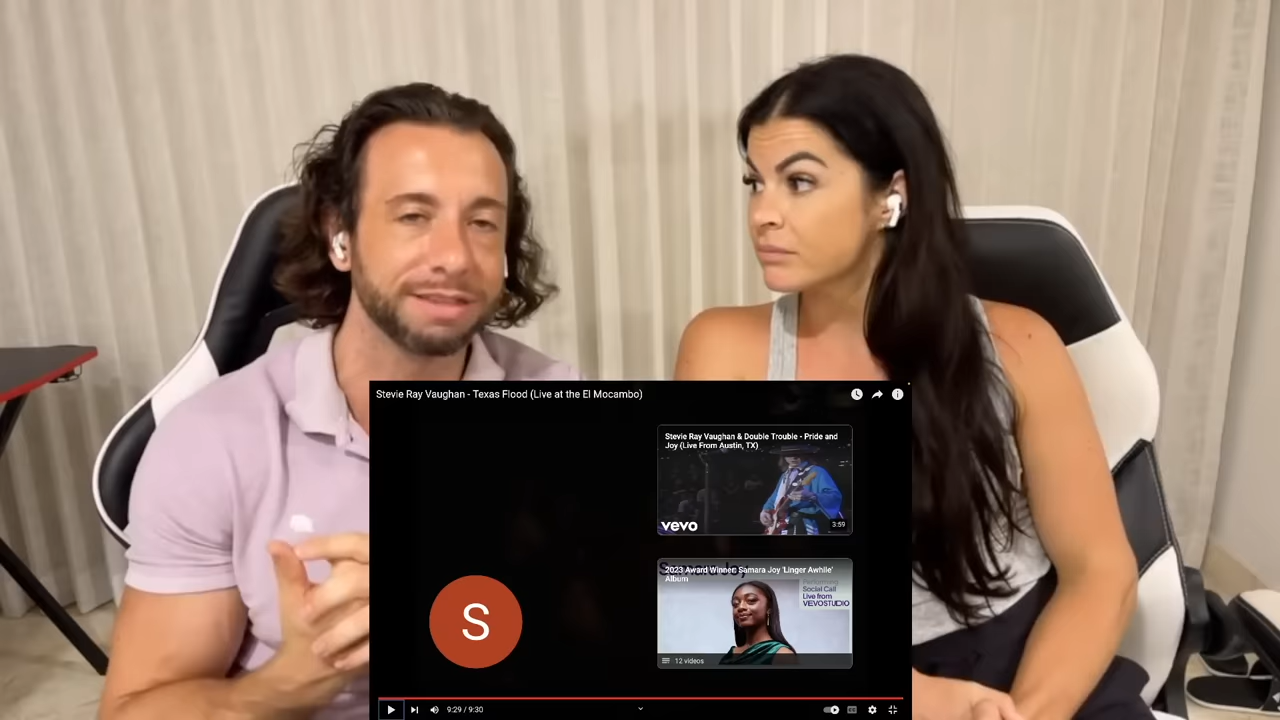 Stevie Ray Vaughan - Texas Flood (Live at the El Mocambo)
Stevie Ray Vaughan & Double Trouble - Pride and
Joy (Live From Austin, TX)
vevo
3:59
2023 Award Winner: Samara Joy 'Linger Awhile'
Album
Social Call
Live from
VEVOSTUDIO
12 videos
S
9:29 / 9:30